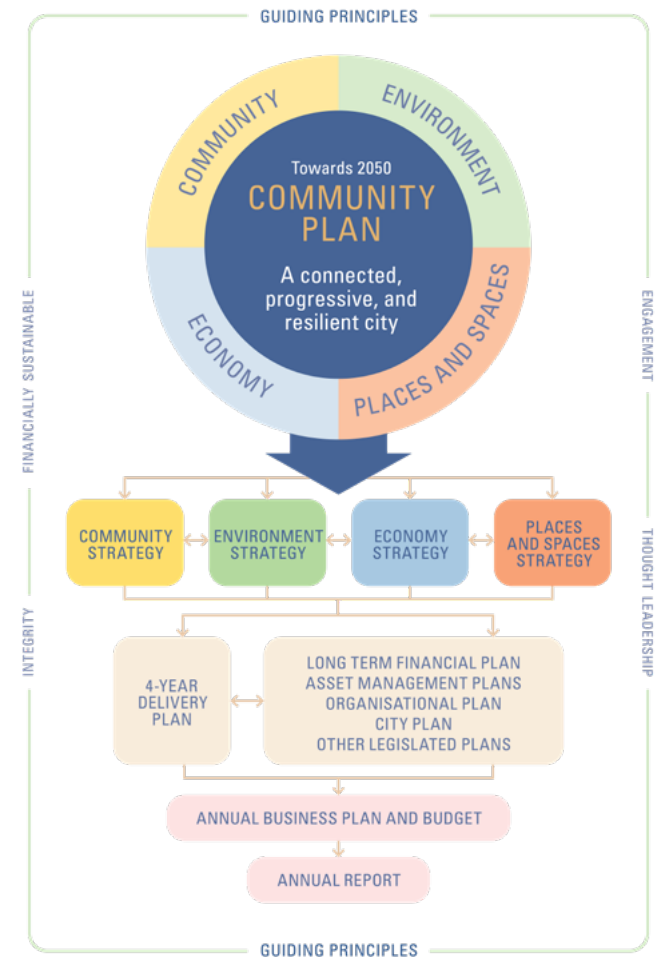 GUIDING PRINCIPLES
COMMUNITY
ENVIRONMENT
Towards 2050
COMMUNITY
PLAN
A connected,
progressive, and
resilient city
ECONOMY
PLACES AND SPACES
FINANCIALLY SUSTAINABLE
ENGAGEMENT
COMMUNITY
STRATEGY
ENVIRONMENT
STRATEGY
ECONOMY
STRATEGY
PLACES
AND SPACES
STRATEGY
INTEGRITY
THOUGHT LEADERSHIP
4-YEAR
DELIVERY
PLAN
LONG TERM FINANCIAL PLAN
ASSET MANAGEMENT PLANS
ORGANISATIONAL PLAN
CITY PLAN
OTHER LEGISLATED PLANS
ANNUAL BUSINESS PLAN AND BUDGET
ANNUAL REPORT
GUIDING PRINCIPLES